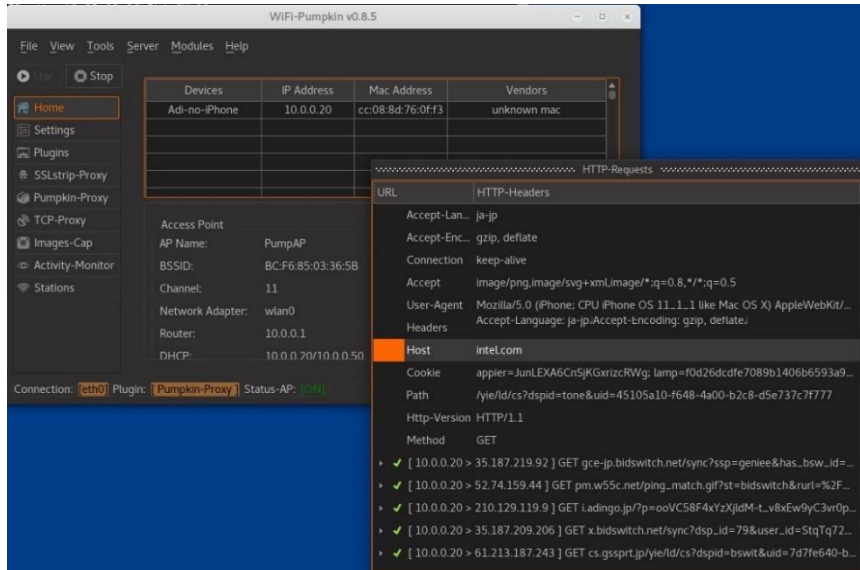 WiFi-Pumpkin v0.8.5
File View Tools Server Modules Help
Start Stop
Home
Settings
Plugins
SSLstrip-Proxy
Pumpkin-Proxy
TCP-Proxy
Images-Cap
Activity-Monitor
Stations
Devices IP Address Mac Address Vendors
Adi-no-iPhone 10.0.0.20 cc:08:8d:76:0f:f3 unknown mac
Access Point
AP Name: PumpAP
BSSID: BC:F6:85:03:36:5B
Channel: 11
Network Adapter: wlan0
Router: 10.0.0.1
DHCP: 10.0.0.20/10.0.0.50
Connection: [eth0] Plugin: [ Pumpkin-Proxy ] Status-AP: [ON]
HTTP-Requests
URL HTTP-Headers
Accept-Lan... ja-jp
Accept-Enc... gzip, deflate
Connection keep-alive
Accept image/png,image/svg+xml,image/*;q=0.8,*/*;q=0.5
User-Agent Mozilla/5.0 (iPhone; CPU iPhone OS 11_1_1 like Mac OS X) AppleWebKit/...
Headers Accept-Language: ja-jp Accept-Encoding: gzip, deflate
Host intel.com
Cookie appier=JunLEXA6CnSjKGxrizcRWg; lamp=f0d26dcdfe7089b1406b6593a9...
Path /yie/ld/cs?dspid=tone&uid=45105a10-f648-4a00-b2c8-d5e737c7f777
Http-Version HTTP/1.1
Method GET
[ 10.0.0.20 > 35.187.219.92 ] GET gce-jp.bidswitch.net/sync?ssp=geniee&has_bsw_id=...
[ 10.0.0.20 > 52.74.159.44 ] GET pm.w55c.net/ping_match.gif?st=bidswitch&rurl=%2F...
[ 10.0.0.20 > 210.129.119.9 ] GET i.adingo.jp/?p=ooVC58F4xYzXjldM-t_v8xEw9yC3vr0p...
[ 10.0.0.20 > 35.187.209.206 ] GET x.bidswitch.net/sync?dsp_id=79&user_id=StqTq72...
[ 10.0.0.20 > 61.213.187.243 ] GET cs.gssprt.jp/yie/ld/cs?dspid=bswit&uid=7d7fe640-b...